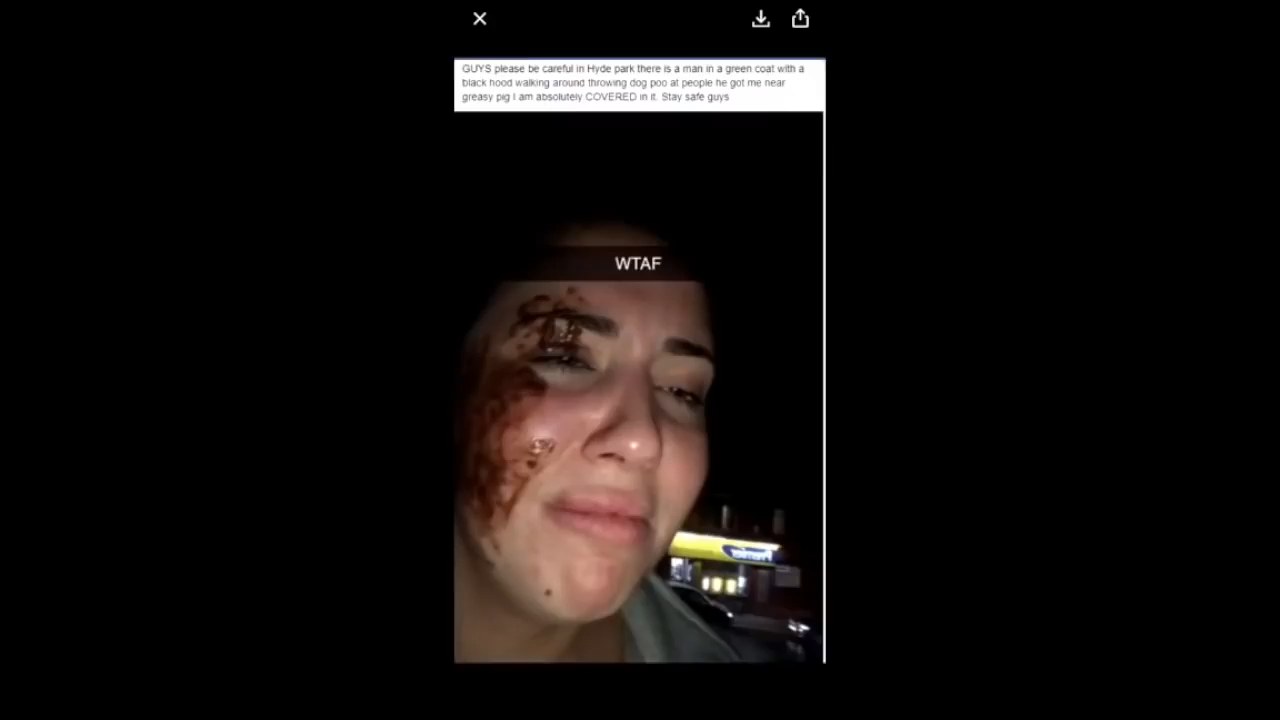 GUYS please be careful in Hyde park there is a man in a green coat with a
black hood walking around throwing dog poo at people he got me near
greasy pig I am absolutely COVERED in it. Stay safe guys
WTAF
Premier